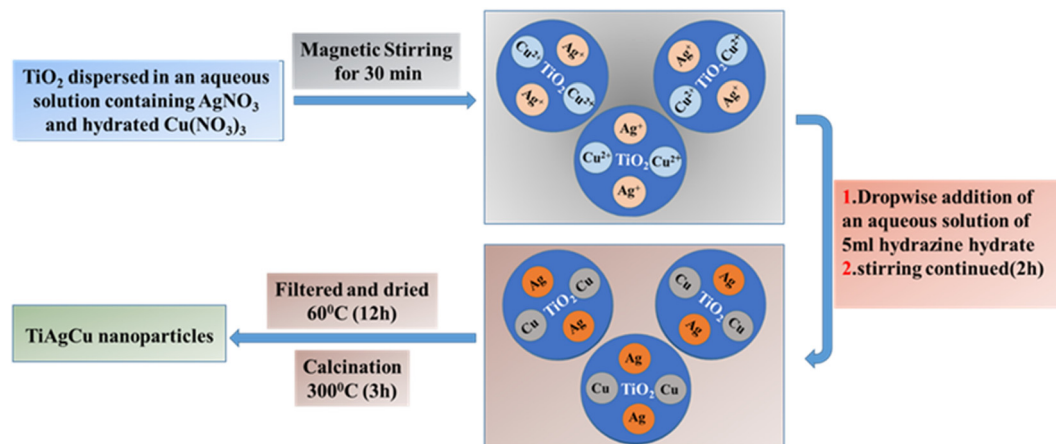 TiO₂ dispersed in an aqueous
solution containing AgNO₃
and hydrated Cu(NO₃)₃
Magnetic Stirring
for 30 min
Cu²⁺ Ag⁺
TiO₂
Ag⁺ Cu²⁺
Ag⁺ Cu²⁺
TiO₂
Cu²⁺ Ag⁺
Ag⁺
Cu²⁺ TiO₂ Cu²⁺
Ag⁺
1.Dropwise addition of
an aqueous solution of
5ml hydrazine hydrate
2.stirring continued(2h)
Ag Cu
TiO₂
Cu Ag
Cu Ag
TiO₂
Ag Cu
Ag
Cu TiO₂ Cu
Ag
Filtered and dried
60⁰C (12h)
Calcination
300⁰C (3h)
TiAgCu nanoparticles